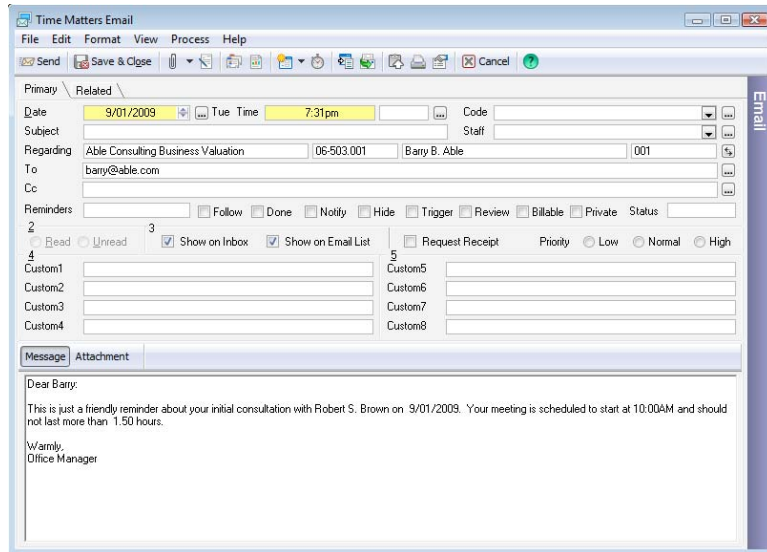 Time Matters Email
File Edit Format View Process Help
Send Save & Close Cancel
Primary Related
Date 9/01/2009 ... Tue Time 7:31pm ... Code ...
Subject Staff ...
Regarding Able Consulting Business Valuation 06-503.001 Barry B. Able 001
To barry@able.com ...
Cc ...
Reminders Follow Done Notify Hide Trigger Review Billable Private Status
2 3
Read Unread Show on Inbox Show on Email List Request Receipt Priority Low Normal High
4 5
Custom1 Custom5
Custom2 Custom6
Custom3 Custom7
Custom4 Custom8
Message Attachment
Dear Barry:
This is just a friendly reminder about your initial consultation with Robert S. Brown on 9/01/2009. Your meeting is scheduled to start at 10:00AM and should
not last more than 1.50 hours.
Warmly,
Office Manager
Email